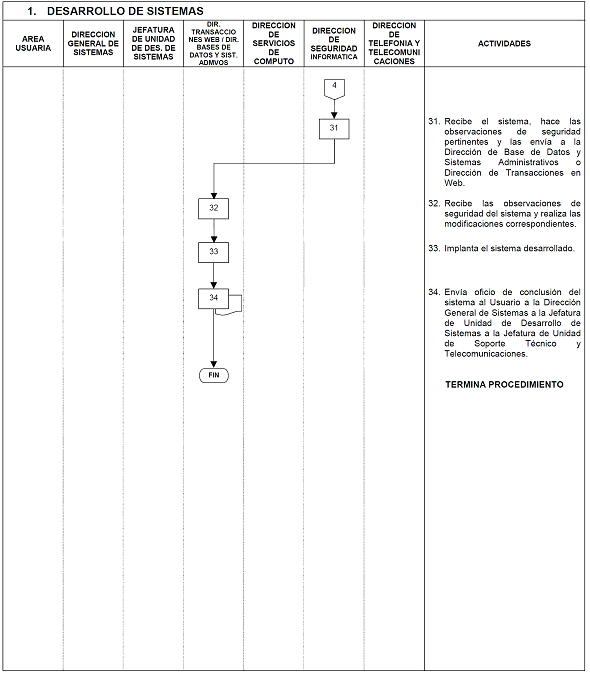 1. DESARROLLO DE SISTEMAS
AREA
USUARIA
DIRECCION
GENERAL DE
SISTEMAS
JEFATURA
DE UNIDAD
DE DES. DE
SISTEMAS
DIR.
TRANSACCIO
NES WEB / DIR.
BASES DE
DATOS Y SIST.
ADMVOS
DIRECCION
DE
SERVICIOS
DE
COMPUTO
DIRECCION
DE
SEGURIDAD
INFORMATICA
DIRECCION
DE
TELEFONIA Y
TELECOMUNI
CACIONES
ACTIVIDADES
4
31
31. Recibe el sistema, hace las
observaciones de seguridad
pertinentes y las envía a la
Dirección de Base de Datos y
Sistemas Administrativos o
Dirección de Transacciones en
Web.
32
32. Recibe las observaciones de
seguridad del sistema y realiza las
modificaciones correspondientes.
33
33. Implanta el sistema desarrollado.
34
34. Envía oficio de conclusión del
sistema al Usuario a la Dirección
General de Sistemas a la Jefatura
de Unidad de Desarrollo de
Sistemas a la Jefatura de Unidad
de Soporte Técnico y
Telecomunicaciones.
FIN
TERMINA PROCEDIMIENTO